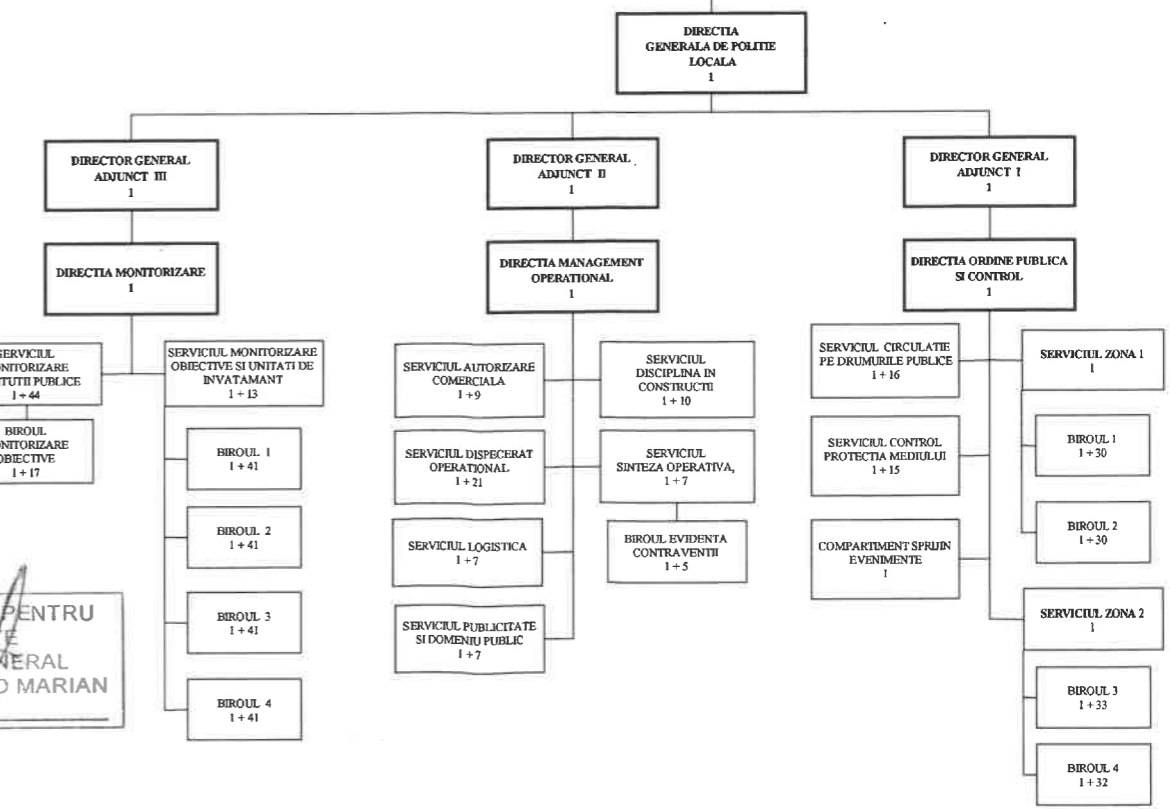 DIRECTIA
GENERALA DE POLITIE
LOCALA
1
DIRECTOR GENERAL
ADJUNCT III
1
DIRECTIA MONITORIZARE
1
SERVICIUL
1 + 44
BIROUL
1 + 17
SERVICIUL MONITORIZARE
OBIECTIVE SI UNITATI DE
INVATAMANT
1 + 13
BIROUL 1
1 + 41
BIROUL 2
1 + 41
BIROUL 3
1 + 41
BIROUL 4
1 + 41
DIRECTOR GENERAL
ADJUNCT II
1
DIRECTIA MANAGEMENT
OPERATIONAL
1
SERVICIUL AUTORIZARE
COMERCIALA
1 + 9
SERVICIUL DISPECERAT
OPERATIONAL
1 + 21
SERVICIUL LOGISTICA
1 + 7
SERVICIUL PUBLICITATE
SI DOMENIU PUBLIC
1 + 7
SERVICIUL
DISCIPLINA IN
CONSTRUCTII
1 + 10
SERVICIUL
SINTEZA OPERATIVA,
1 + 7
BIROUL EVIDENTA
CONTRAVENTII
1 + 5
DIRECTOR GENERAL
ADJUNCT I
1
DIRECTIA ORDINE PUBLICA
SI CONTROL
1
SERVICIUL CIRCULATIE
PE DRUMURILE PUBLICE
1 + 16
SERVICIUL CONTROL
PROTECTIA MEDIULUI
1 + 15
COMPARTIMENT SPRIJIN
EVENIMENTE
1
SERVICIUL ZONA 1
1
BIROUL 1
1 + 30
BIROUL 2
1 + 30
SERVICIUL ZONA 2
1
BIROUL 3
1 + 33
BIROUL 4
1 + 32
PENTRU
MARIAN